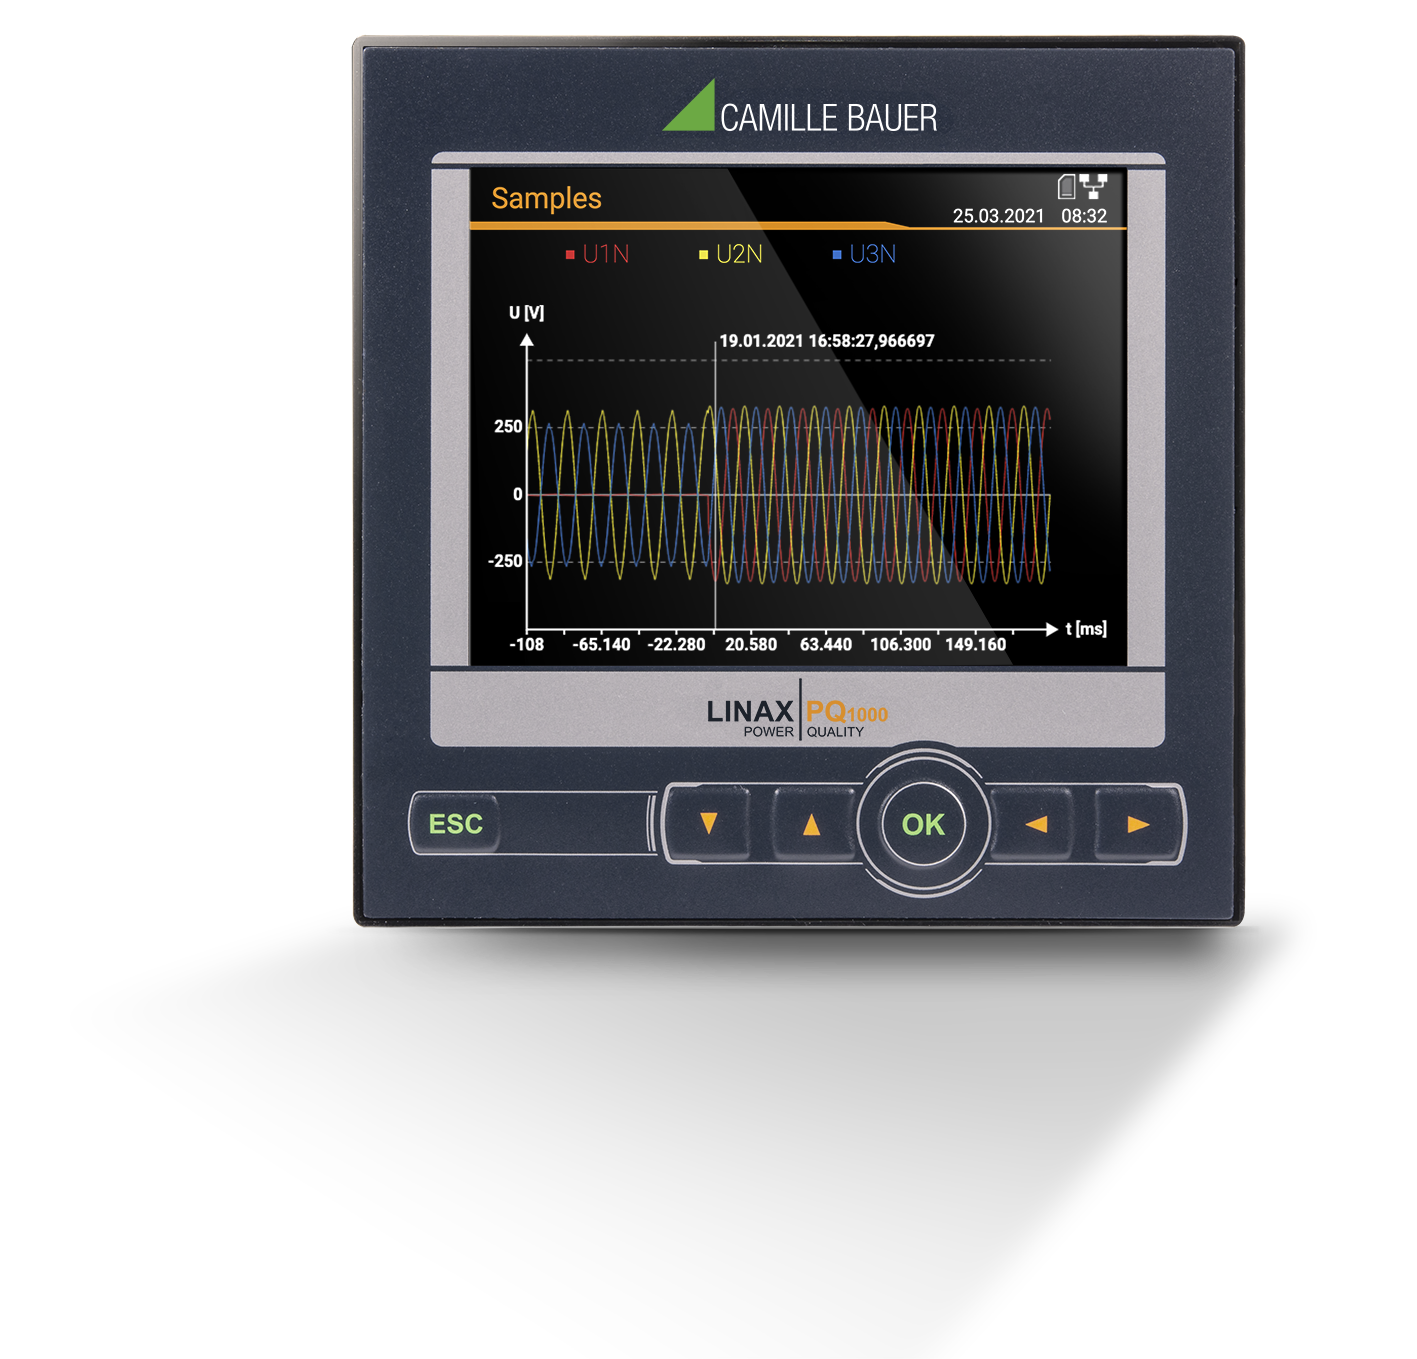 CAMILLE BAUER
Samples
25.03.2021 08:32
U1N U2N U3N
U [V]
19.01.2021 16:58:27,966697
250
0
-250
t [ms]
-108 -65.140 -22.280 20.580 63.440 106.300 149.160
LINAX PQ1000
POWER QUALITY
ESC OK